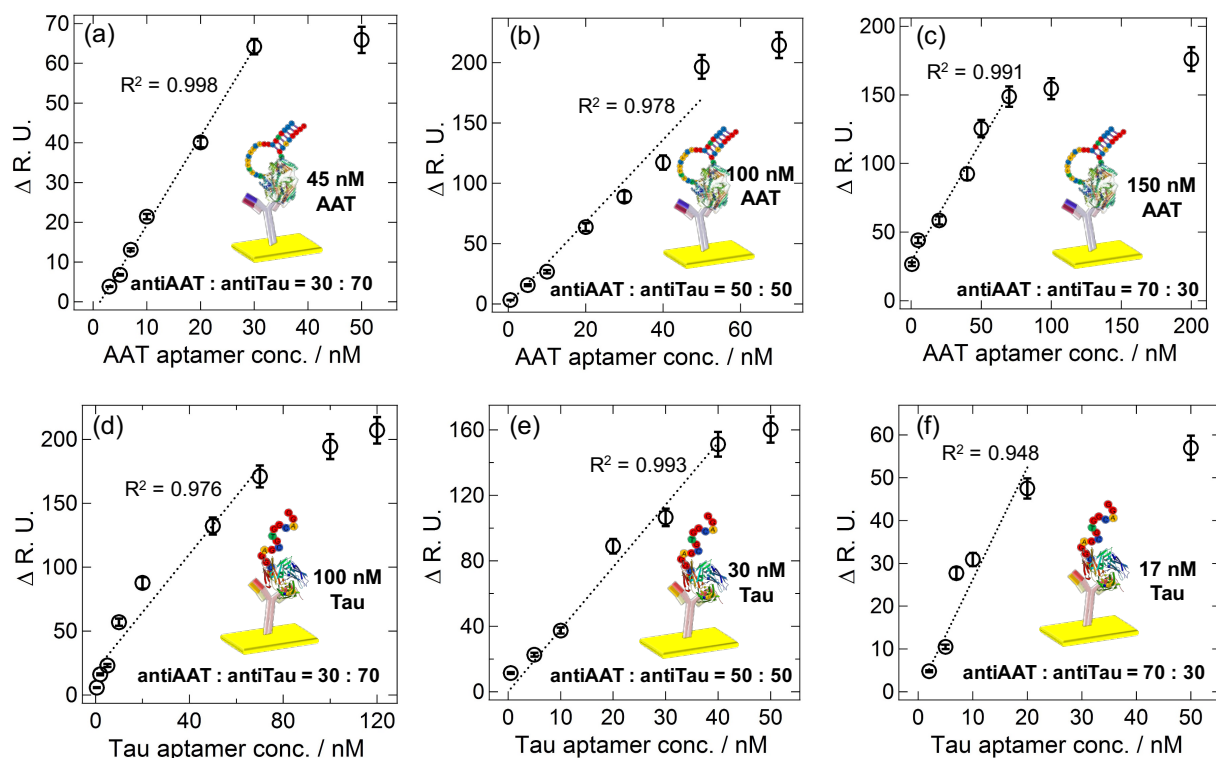 (a)
R² = 0.998
45 nM
AAT
antiAAT : antiTau = 30 : 70
Δ R. U.
70
60
50
40
30
20
10
0
0 10 20 30 40 50
AAT aptamer conc. / nM
(b)
R² = 0.978
100 nM
AAT
antiAAT : antiTau = 50 : 50
Δ R. U.
200
150
100
50
0
0 20 40 60
AAT aptamer conc. / nM
(c)
R² = 0.991
150 nM
AAT
antiAAT : antiTau = 70 : 30
Δ R. U.
200
150
100
50
0
0 50 100 150 200
AAT aptamer conc. / nM
(d)
R² = 0.976
100 nM
Tau
antiAAT : antiTau = 30 : 70
Δ R. U.
200
150
100
50
0
0 40 80 120
Tau aptamer conc. / nM
(e)
R² = 0.993
30 nM
Tau
antiAAT : antiTau = 50 : 50
Δ R. U.
160
120
80
40
0
0 10 20 30 40 50
Tau aptamer conc. / nM
(f)
R² = 0.948
17 nM
Tau
antiAAT : antiTau = 70 : 30
Δ R. U.
60
50
40
30
20
10
0
0 10 20 30 40 50
Tau aptamer conc. / nM